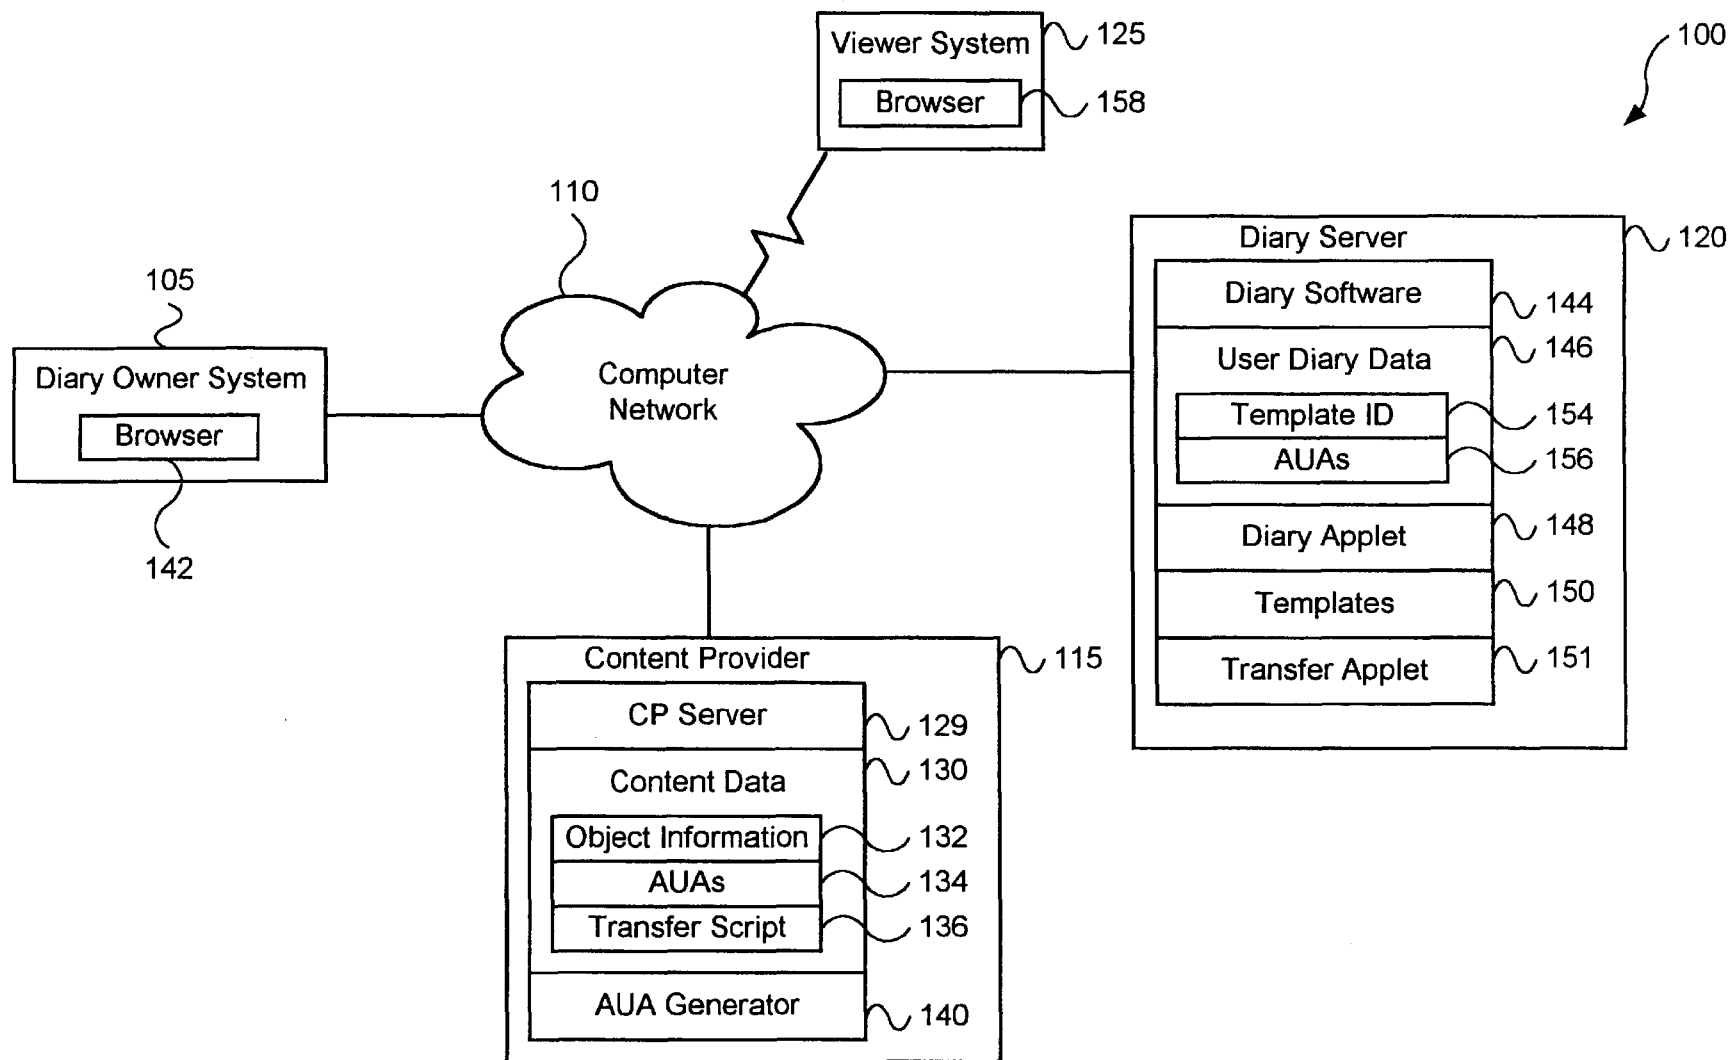 Viewer System 125
Browser 158
100
110
Computer
Network
105
Diary Owner System
Browser
142
Diary Server 120
Diary Software 144
User Diary Data 146
Template ID 154
AUAs 156
Diary Applet 148
Templates 150
Transfer Applet 151
Content Provider 115
CP Server 129
Content Data 130
Object Information 132
AUAs 134
Transfer Script 136
AUA Generator 140